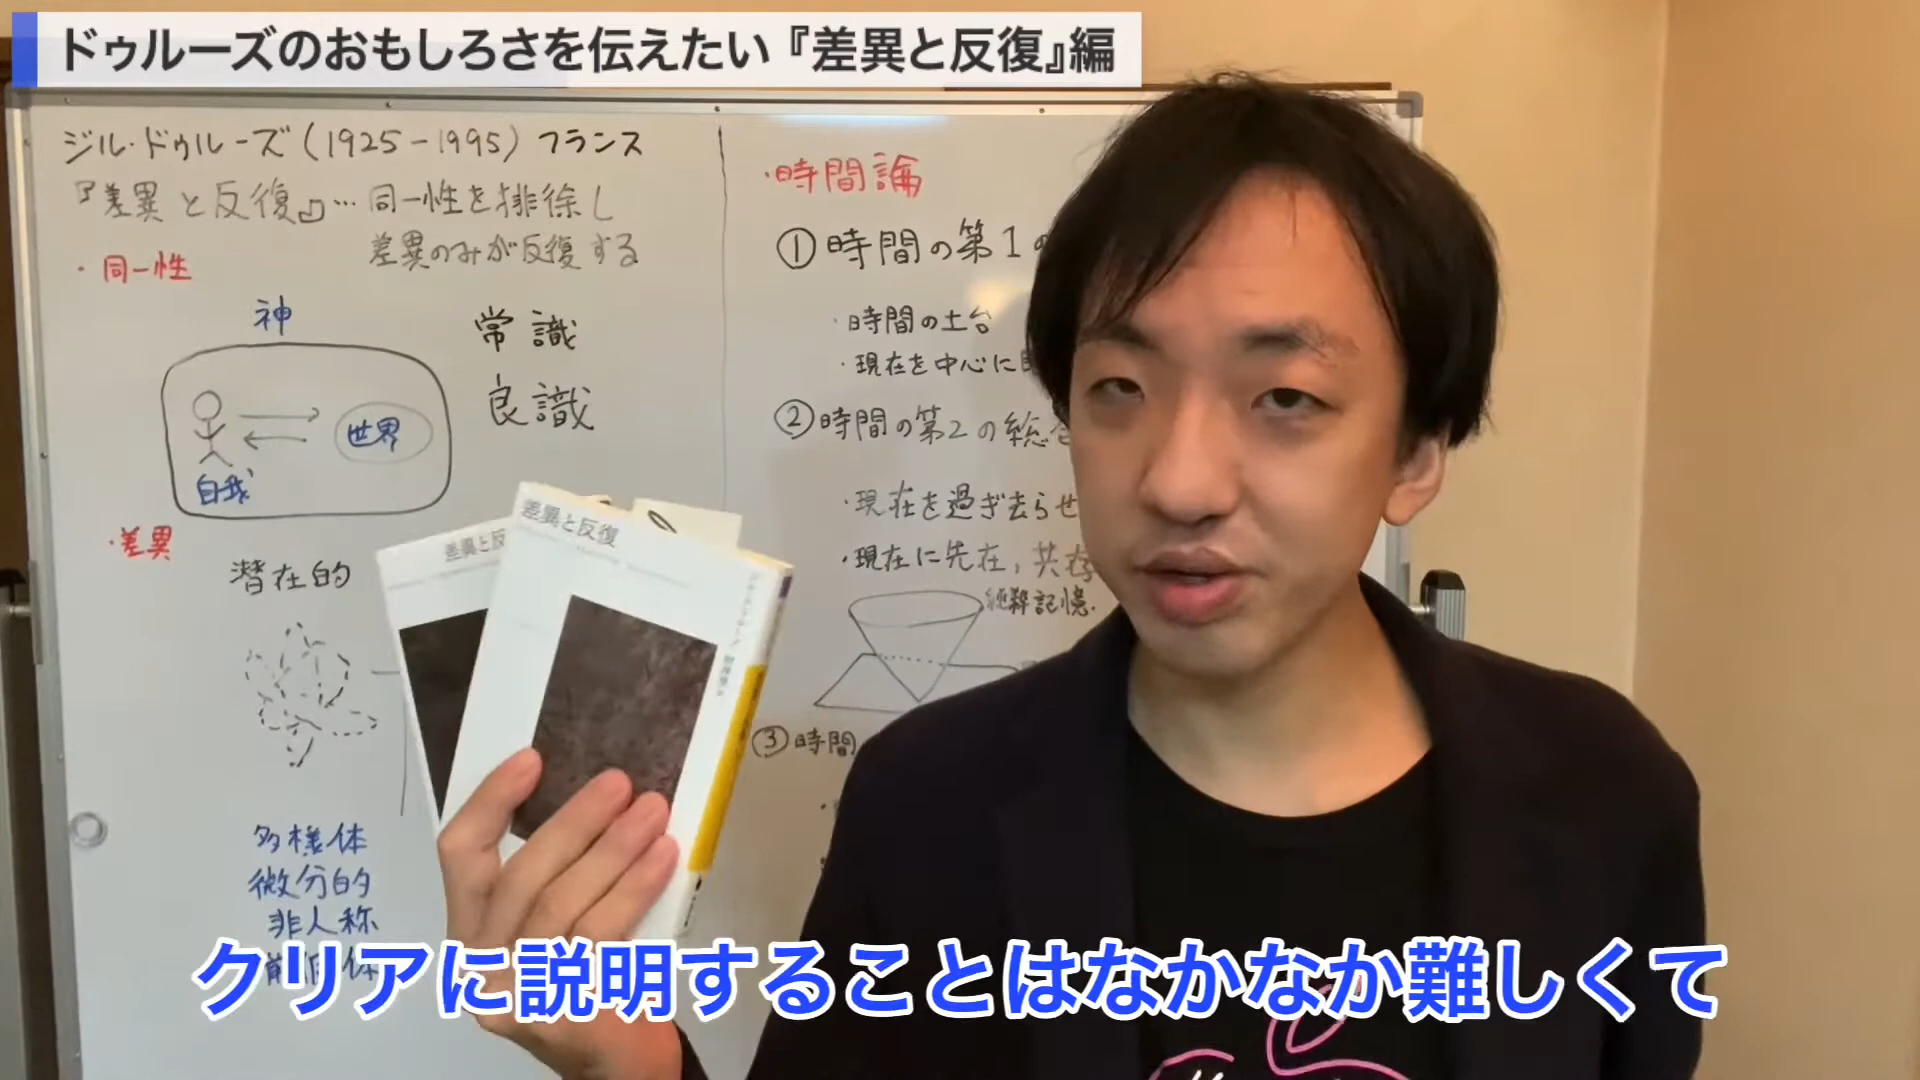 ドゥルーズのおもしろさを伝えたい『差異と反復』編
ジル・ドゥルーズ(1925-1995)フランス
『差異と反復』… 同一性を排除し
差異のみが反復する
・同一性
神
常識
良識
世界
自我
・差異
潜在的
多様体
微分的
非人称
・時間論
①時間の第1の
・時間の土台
・現在を中心に
②時間の第2の総合
・現在を過ぎ去らせ
・現在に先在,共存
純粋記憶.
③時間
差異と反
差異と反復
クリアに説明することはなかなか難しくて